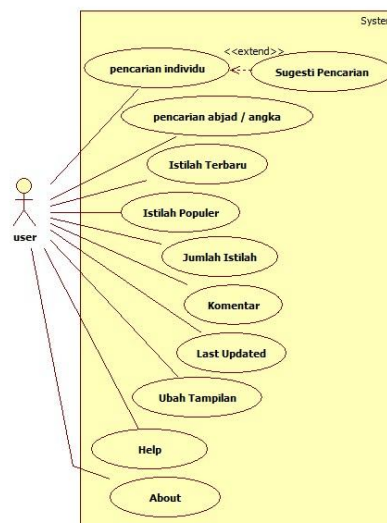 System
<<extend>>
pencarian individu
Sugesti Pencarian
pencarian abjad / angka
Istilah Terbaru
Istilah Populer
user
Jumlah Istilah
Komentar
Last Updated
Ubah Tampilan
Help
About